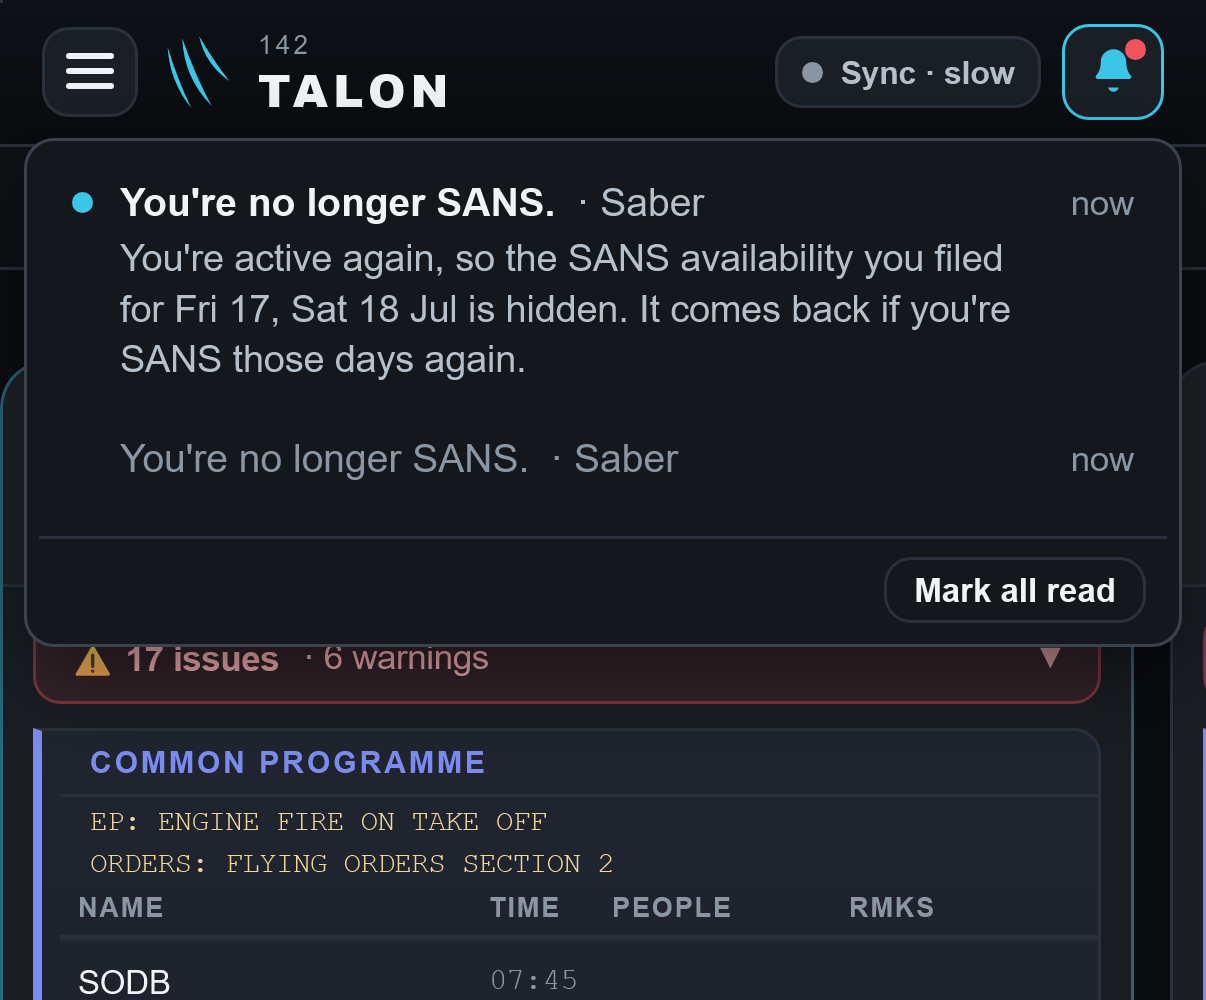 142
TALON
Sync · slow
You're no longer SANS. · Saber
now
You're active again, so the SANS availability you filed
for Fri 17, Sat 18 Jul is hidden. It comes back if you're
SANS those days again.
You're no longer SANS. · Saber
now
Mark all read
17 issues · 6 warnings
COMMON PROGRAMME
EP: ENGINE FIRE ON TAKE OFF
ORDERS: FLYING ORDERS SECTION 2
NAME TIME PEOPLE RMKS
SODB 07:45